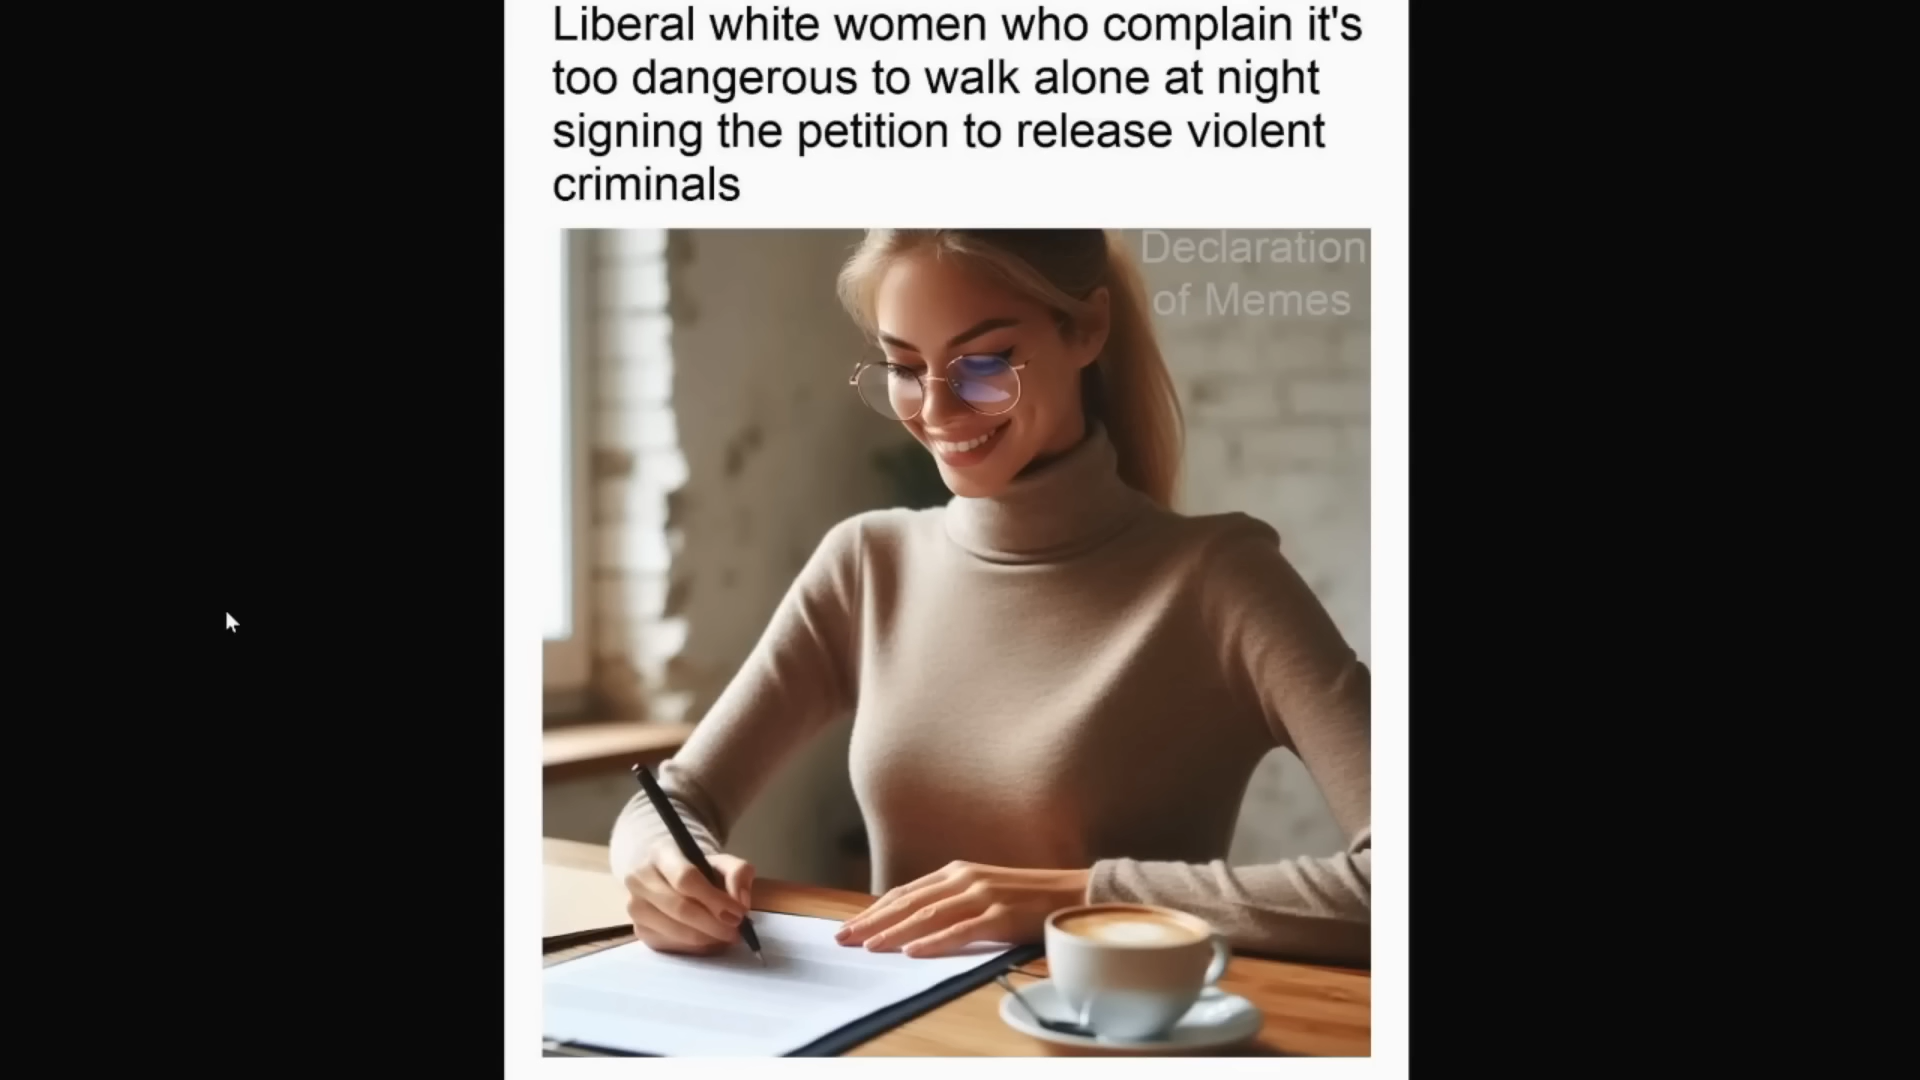 Liberal white women who complain it's
too dangerous to walk alone at night
signing the petition to release violent
criminals
Declaration
of Memes